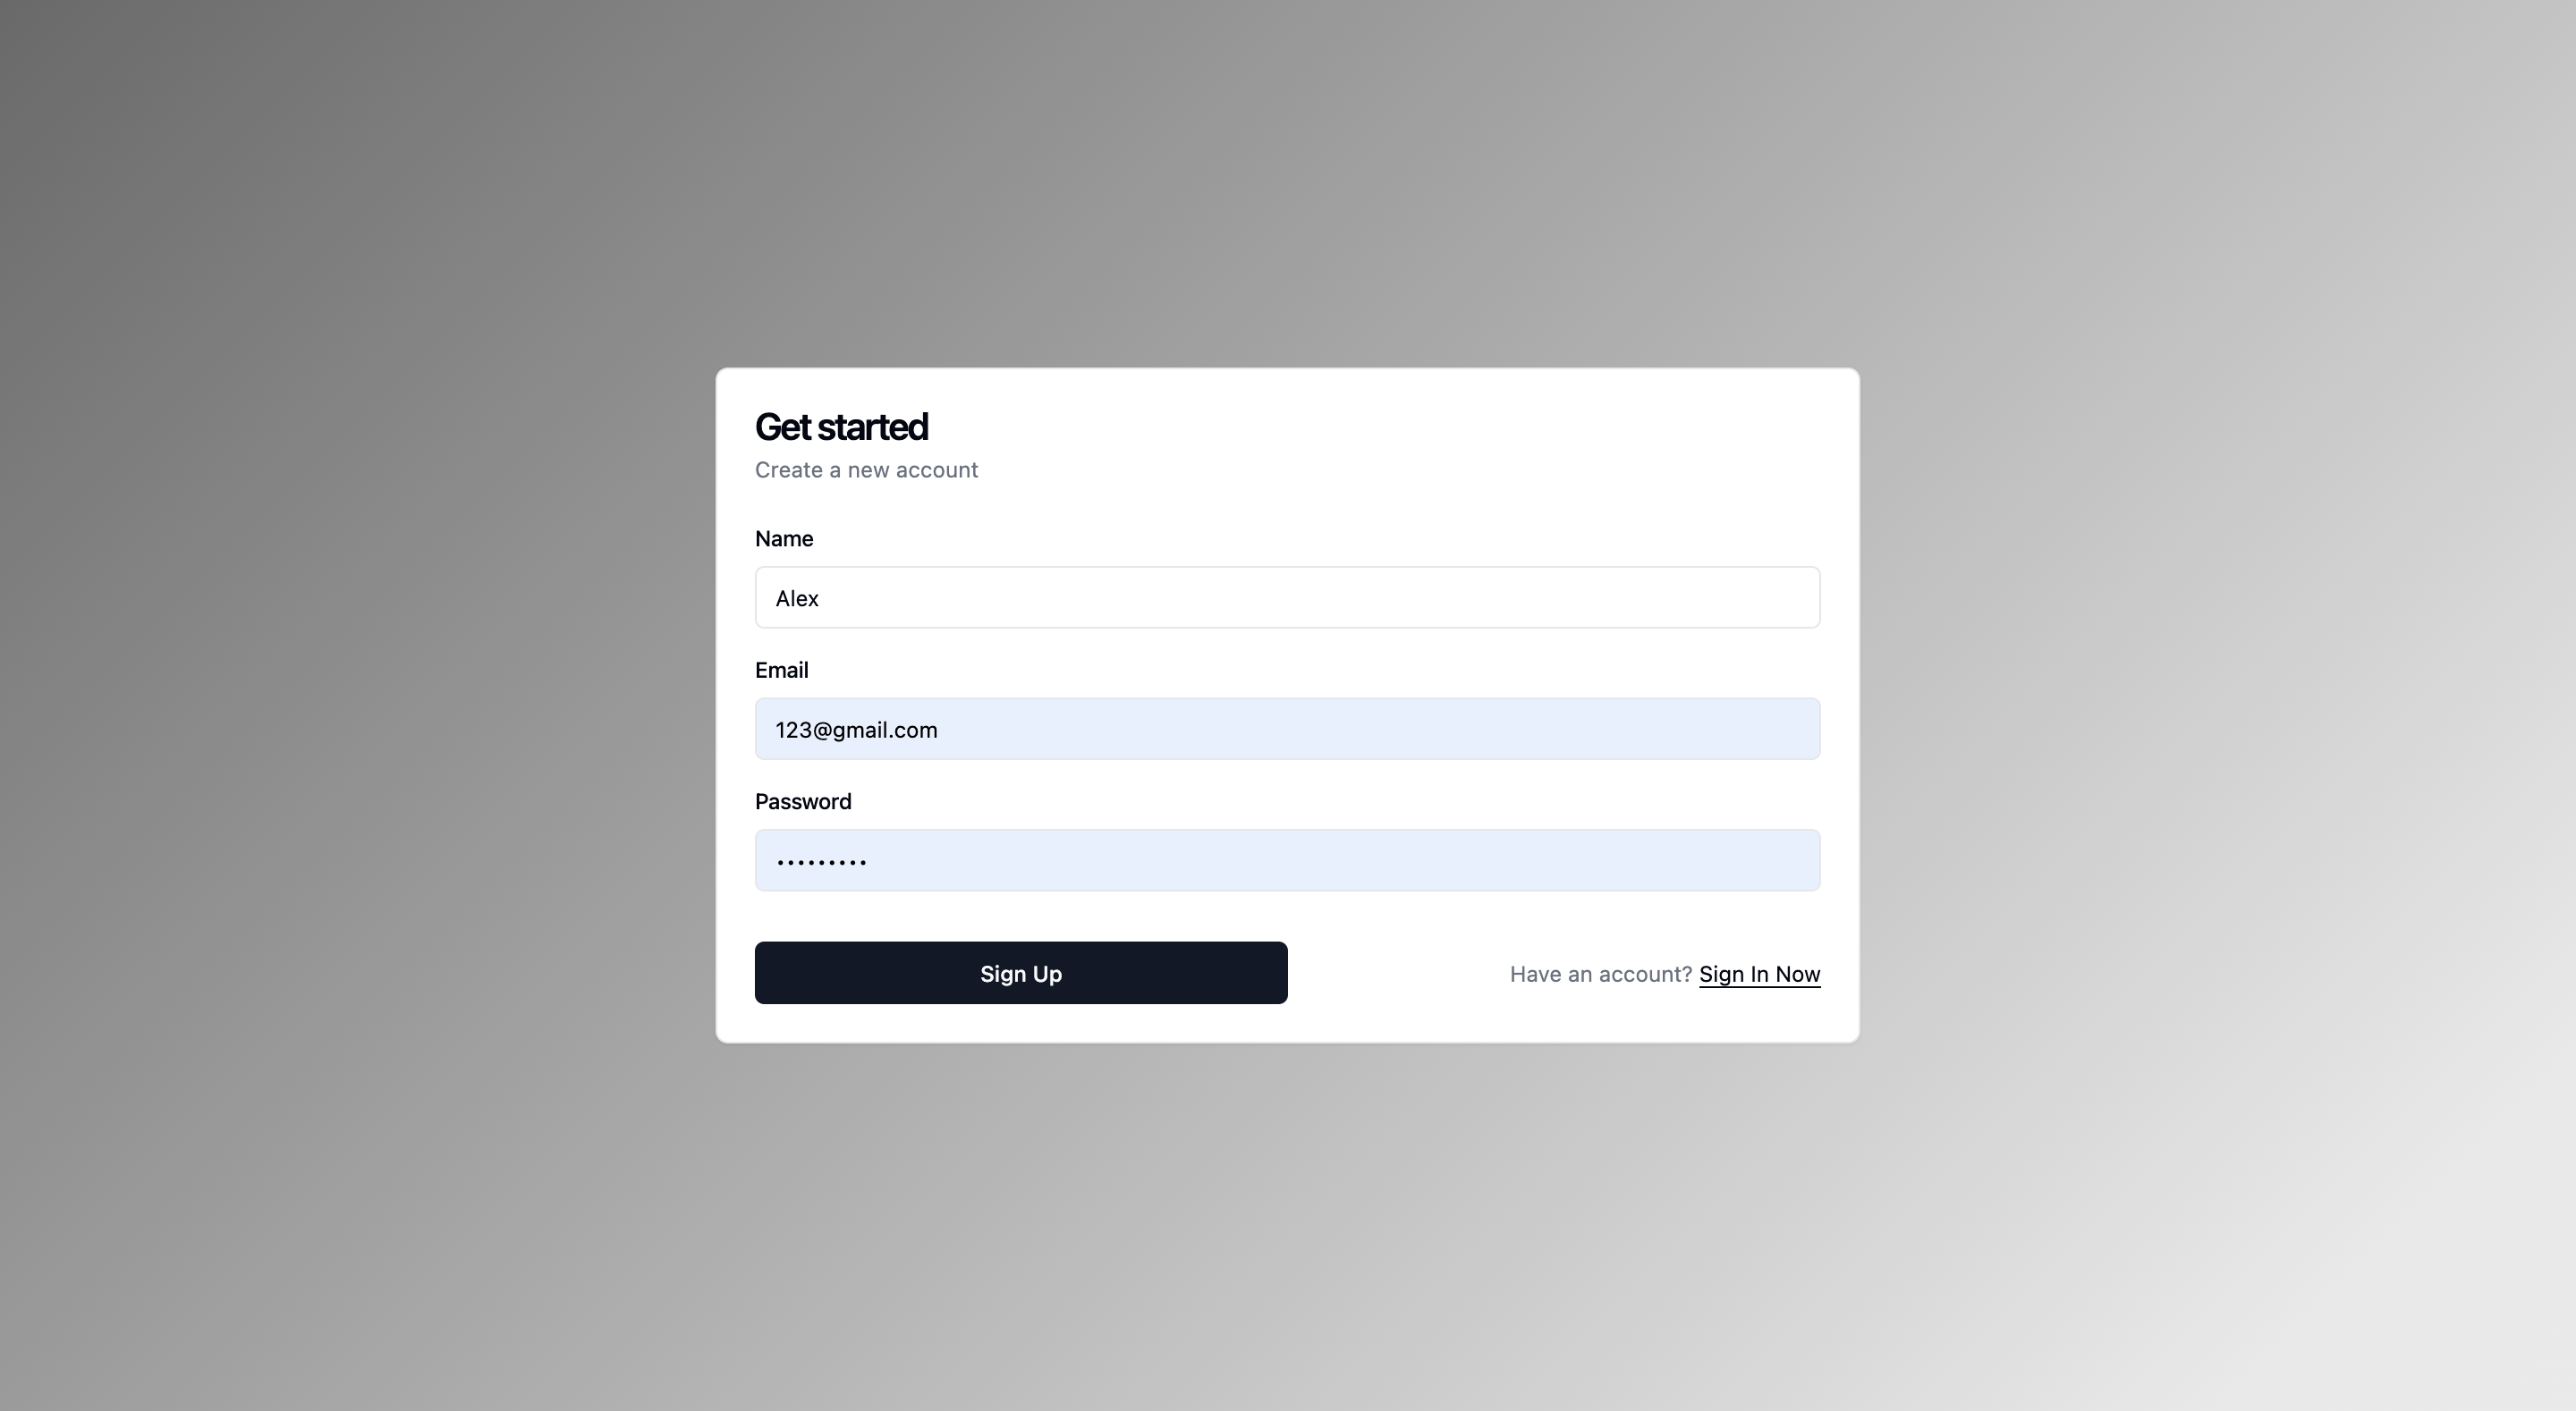 Get started
Create a new account
Name
Alex
Email
123@gmail.com
Password
•••••••••
Sign Up
Have an account? Sign In Now